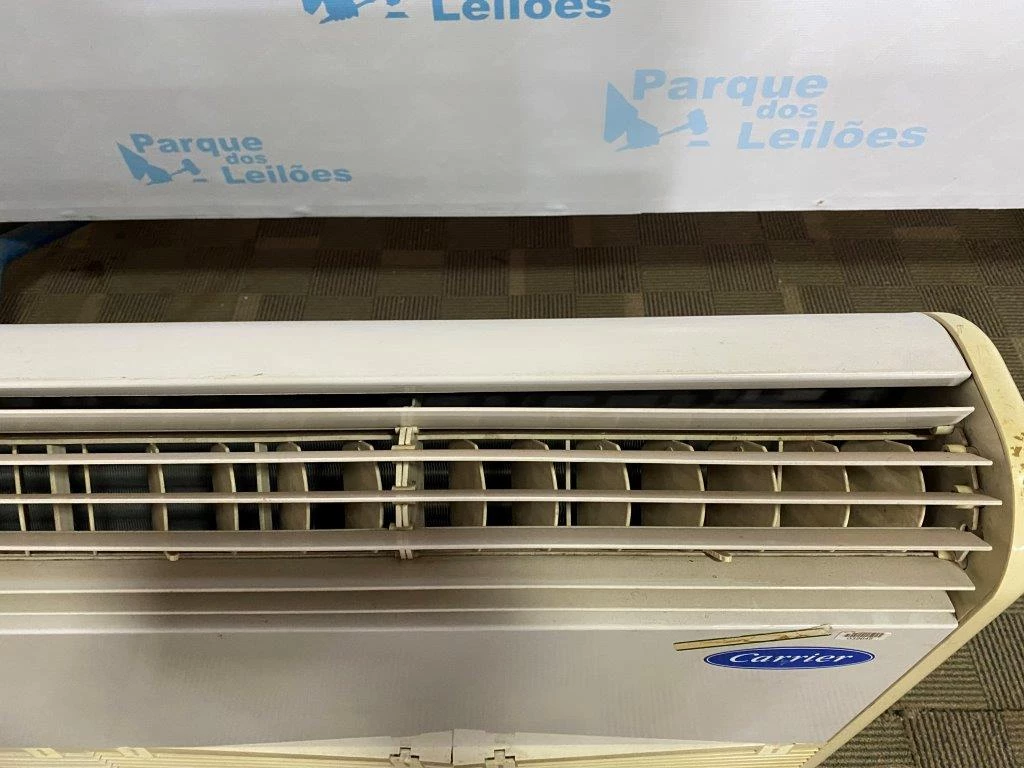 Leilões
Parque
dos
Leilões
Parque
dos
Leilões
Carrier